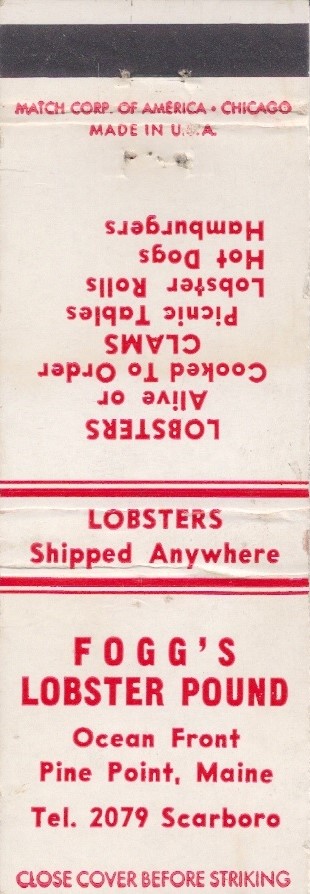 MATCH CORP. OF AMERICA • CHICAGO
MADE IN U.S.A.
LOBSTERS
Alive or
Cooked To Order
CLAMS
Picnic Tables
Lobster Rolls
Hot Dogs
Hamburgers
LOBSTERS
Shipped Anywhere
FOGG'S
LOBSTER POUND
Ocean Front
Pine Point, Maine
Tel. 2079 Scarboro
CLOSE COVER BEFORE STRIKING